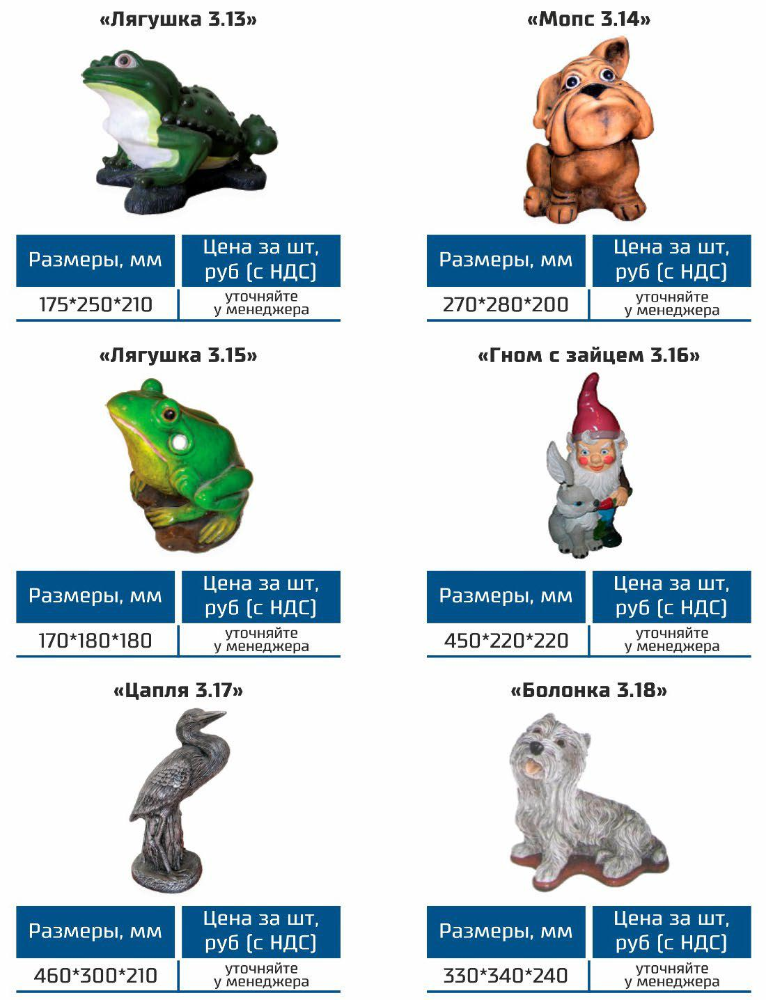 «Лягушка 3.13»
Размеры, мм
Цена за шт,
руб (с НДС)
175*250*210
уточняйте
у менеджера
«Мопс 3.14»
Размеры, мм
Цена за шт,
руб (с НДС)
270*280*200
уточняйте
у менеджера
«Лягушка 3.15»
Размеры, мм
Цена за шт,
руб (с НДС)
170*180*180
уточняйте
у менеджера
«Гном с зайцем 3.16»
Размеры, мм
Цена за шт,
руб (с НДС)
450*220*220
уточняйте
у менеджера
«Цапля 3.17»
Размеры, мм
Цена за шт,
руб (с НДС)
460*300*210
уточняйте
у менеджера
«Болонка 3.18»
Размеры, мм
Цена за шт,
руб (с НДС)
330*340*240
уточняйте
у менеджера